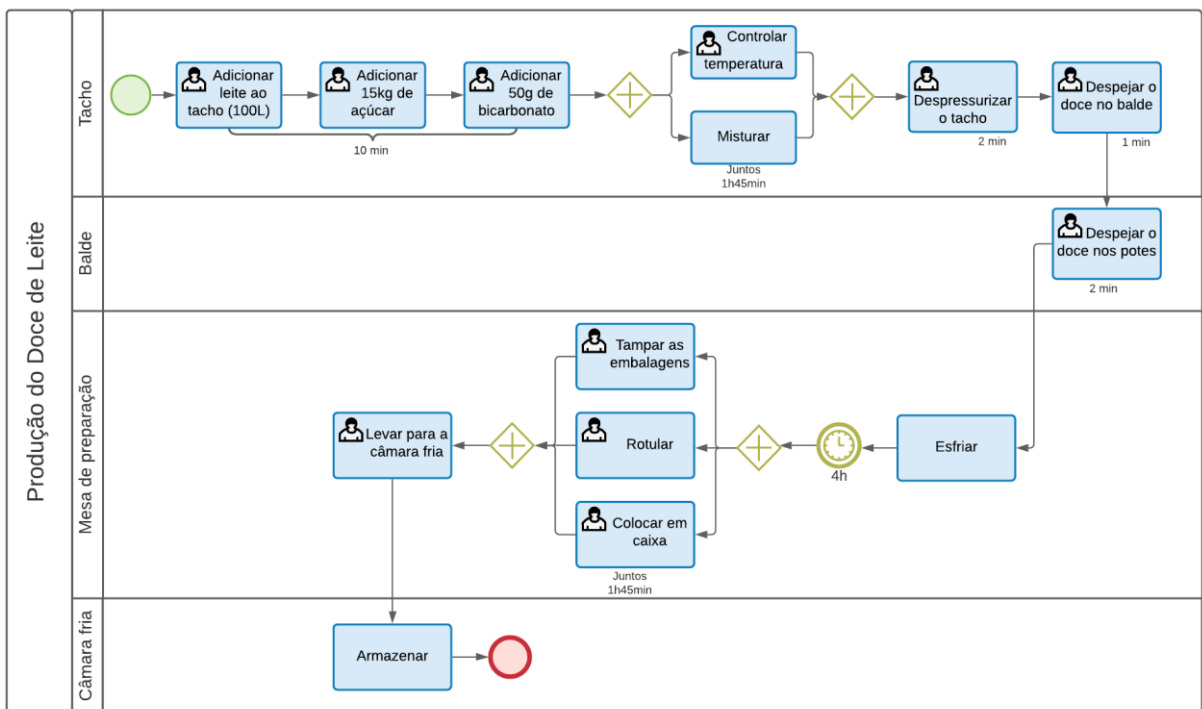 Produção do Doce de Leite
Tacho
Adicionar
leite ao
tacho (100L)
Adicionar
15kg de
açúcar
Adicionar
50g de
bicarbonato
10 min
Controlar
temperatura
Misturar
Juntos
1h45min
Despressurizar
o tacho
2 min
Despejar o
doce no balde
1 min
Balde
Despejar o
doce nos potes
2 min
Mesa de preparação
Esfriar
4h
Tampar as
embalagens
Rotular
Colocar em
caixa
Juntos
1h45min
Levar para a
câmara fria
Câmara fria
Armazenar